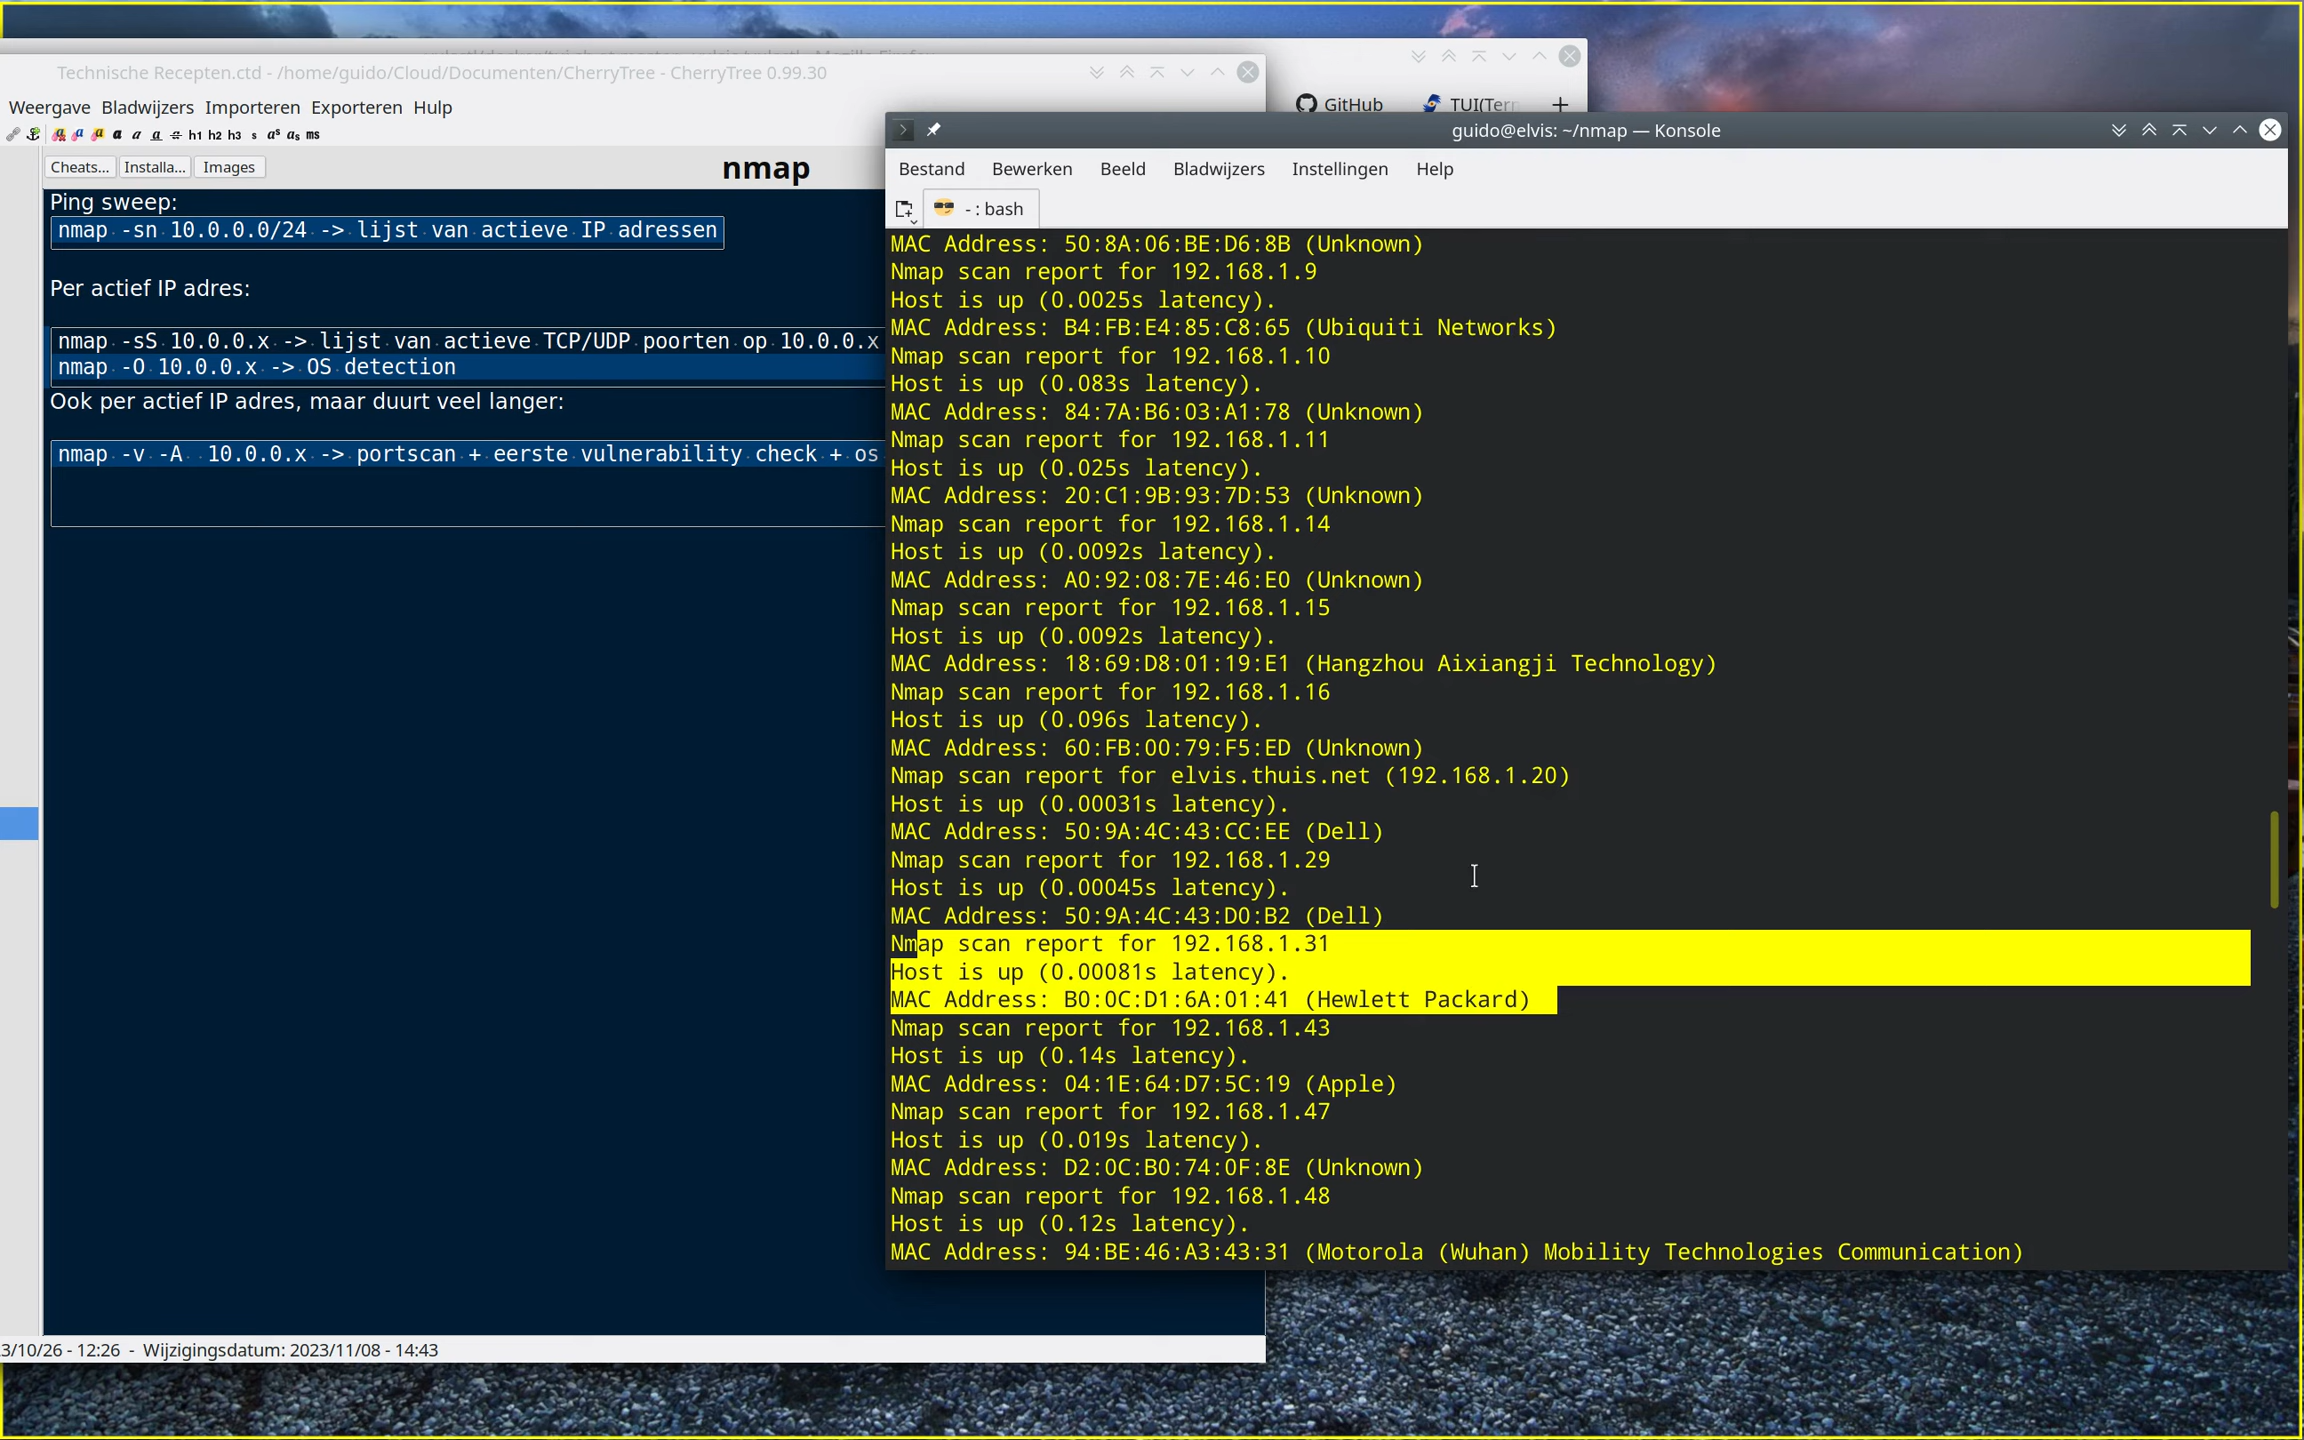 Technische Recepten.ctd - /home/guido/Cloud/Documenten/CherryTree - CherryTree 0.99.30
Weergave Bladwijzers Importeren Exporteren Hulp
h1 h2 h3 s aˢ aₛ ms
Cheats... Installa... Images
nmap
Ping sweep:
nmap -sn 10.0.0.0/24 -> lijst van actieve IP adressen
Per actief IP adres:
nmap -sS 10.0.0.x -> lijst van actieve TCP/UDP poorten op 10.0.0.x
nmap -O 10.0.0.x -> OS detection
Ook per actief IP adres, maar duurt veel langer:
nmap -v -A  10.0.0.x -> portscan + eerste vulnerability check + os
3/10/26 - 12:26 - Wijzigingsdatum: 2023/11/08 - 14:43
GitHub TUI(Terr
guido@elvis: ~/nmap — Konsole
Bestand Bewerken Beeld Bladwijzers Instellingen Help
- : bash
MAC Address: 50:8A:06:BE:D6:8B (Unknown)
Nmap scan report for 192.168.1.9
Host is up (0.0025s latency).
MAC Address: B4:FB:E4:85:C8:65 (Ubiquiti Networks)
Nmap scan report for 192.168.1.10
Host is up (0.083s latency).
MAC Address: 84:7A:B6:03:A1:78 (Unknown)
Nmap scan report for 192.168.1.11
Host is up (0.025s latency).
MAC Address: 20:C1:9B:93:7D:53 (Unknown)
Nmap scan report for 192.168.1.14
Host is up (0.0092s latency).
MAC Address: A0:92:08:7E:46:E0 (Unknown)
Nmap scan report for 192.168.1.15
Host is up (0.0092s latency).
MAC Address: 18:69:D8:01:19:E1 (Hangzhou Aixiangji Technology)
Nmap scan report for 192.168.1.16
Host is up (0.096s latency).
MAC Address: 60:FB:00:79:F5:ED (Unknown)
Nmap scan report for elvis.thuis.net (192.168.1.20)
Host is up (0.00031s latency).
MAC Address: 50:9A:4C:43:CC:EE (Dell)
Nmap scan report for 192.168.1.29
Host is up (0.00045s latency).
MAC Address: 50:9A:4C:43:D0:B2 (Dell)
Nmap scan report for 192.168.1.31
Host is up (0.00081s latency).
MAC Address: B0:0C:D1:6A:01:41 (Hewlett Packard)
Nmap scan report for 192.168.1.43
Host is up (0.14s latency).
MAC Address: 04:1E:64:D7:5C:19 (Apple)
Nmap scan report for 192.168.1.47
Host is up (0.019s latency).
MAC Address: D2:0C:B0:74:0F:8E (Unknown)
Nmap scan report for 192.168.1.48
Host is up (0.12s latency).
MAC Address: 94:BE:46:A3:43:31 (Motorola (Wuhan) Mobility Technologies Communication)